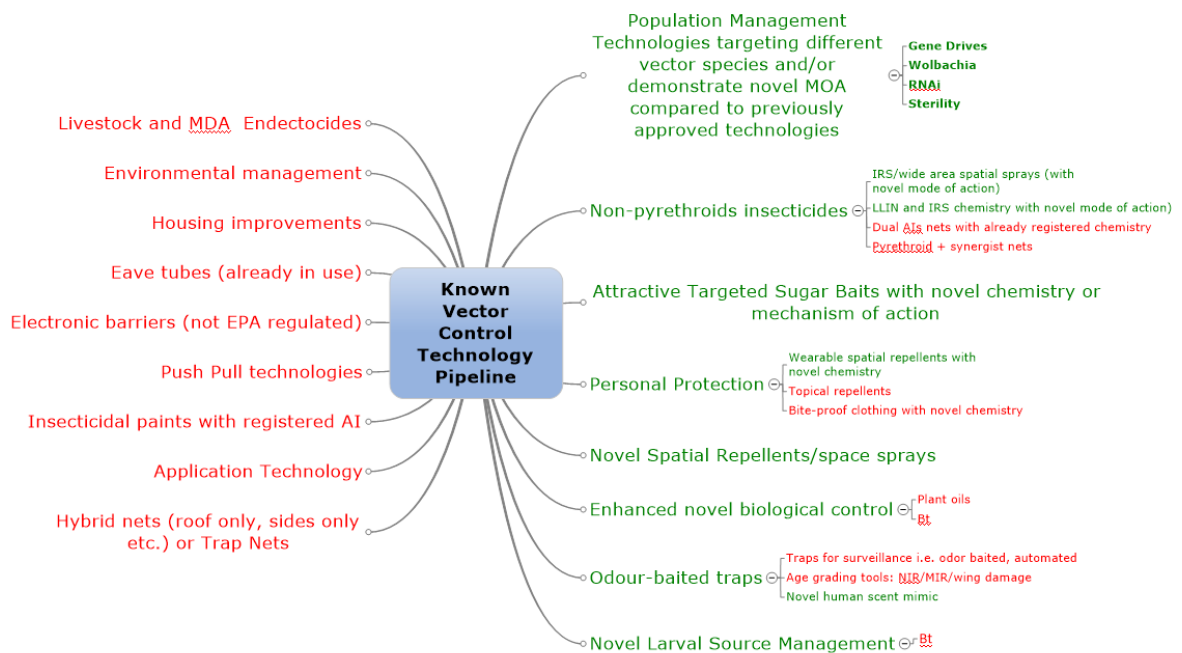 Known
Vector
Control
Technology
Pipeline
Livestock and MDA  Endectocides
Environmental management
Housing improvements
Eave tubes (already in use)
Electronic barriers (not EPA regulated)
Push Pull technologies
Insecticidal paints with registered AI
Application Technology
Hybrid nets (roof only, sides only
etc.) or Trap Nets
Population Management
Technologies targeting different
vector species and/or
demonstrate novel MOA
compared to previously
approved technologies
Gene Drives
Wolbachia
RNAi
Sterility
Non-pyrethroids insecticides
IRS/wide area spatial sprays (with
novel mode of action)
LLIN and IRS chemistry with novel mode of action)
Dual AIs nets with already registered chemistry
Pyrethroid + synergist nets
Attractive Targeted Sugar Baits with novel chemistry or
mechanism of action
Personal Protection
Wearable spatial repellents with
novel chemistry
Topical repellents
Bite-proof clothing with novel chemistry
Novel Spatial Repellents/space sprays
Enhanced novel biological control
Plant oils
Bt
Odour-baited traps
Traps for surveillance i.e. odor baited, automated
Age grading tools: NIR/MIR/wing damage
Novel human scent mimic
Novel Larval Source Management
Bt